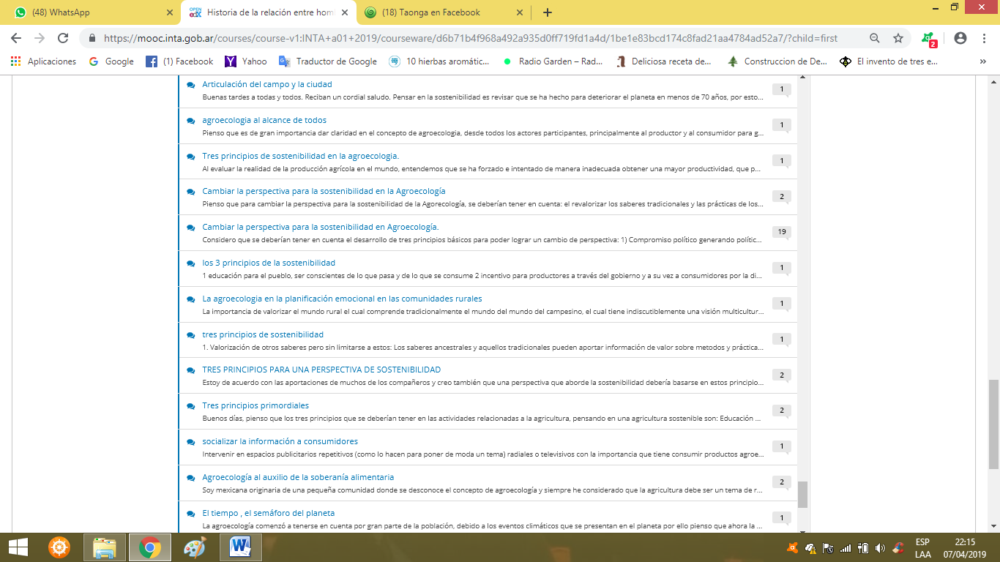 (48) WhatsApp
Historia de la relación entre hom
(18) Taonga en Facebook
https://mooc.inta.gob.ar/courses/course-v1:INTA+a01+2019/courseware/d6b71b4f968a492a935d0ff719fd1a4d/1be1e83bcd174c8fad21aa4784ad52a7/?child=first
2
Aplicaciones
Google
(1) Facebook
Yahoo
Traductor de Google
10 hierbas aromátic...
Radio Garden – Rad...
Deliciosa receta de...
Construccion de De...
El invento de tres e...
»
Articulación del campo y la ciudad
1
Buenas tardes a todas y todos. Reciban un cordial saludo. Pensar en la sostenibilidad es revisar que se ha hecho para deteriorar el planeta en menos de 70 años, por esto...
agroecologia al alcance de todos
1
Pienso que es de gran importancia dar claridad en el concepto de agroecologia, desde todos los actores participantes, principalmente al productor y al consumidor para g...
Tres principios de sostenibilidad en la agroecologia.
1
Al evaluar la realidad de la producción agrícola en el mundo, entendemos que se ha forzado e intentado de manera inadecuada obtener una mayor productividad, que p...
Cambiar la perspectiva para la sostenibilidad en la Agroecología
2
Pienso que para cambiar la perspectiva para la sostenibilidad de la Agorecología, se deberían tener en cuenta: el revalorizar los saberes tradicionales y las prácticas de los...
Cambiar la perspectiva para la sostenibilidad en Agroecología.
19
Considero que se deberían tener en cuenta el desarrollo de tres principios básicos para poder lograr un cambio de perspectiva: 1) Compromiso político generando polític...
los 3 principios de la sostenibilidad
1
1 educación para el pueblo, ser conscientes de lo que pasa y de lo que se consume 2 incentivo para productores a través del gobierno y a su vez a consumidores por la di...
La agroecologia en la planificación emocional en las comunidades rurales
1
La importancia de valorizar el mundo rural el cual comprende tradicionalmente el mundo del mundo del campesino, el cual tiene indiscutiblemente una visión multicultur...
tres principios de sostenibilidad
1
1. Valorización de otros saberes pero sin limitarse a estos: Los saberes ancestrales y aquellos tradicionales pueden aportar información de valor sobre metodos y práctica...
TRES PRINCIPIOS PARA UNA PERSPECTIVA DE SOSTENIBILIDAD
2
Estoy de acuerdo con las aportaciones de muchos de los compañeros y creo también que una perspectiva que aborde la sostenibilidad debería basarse en estos principio...
Tres principios primordiales
2
Buenos días, pienso que los tres principios que se deberían tener en las actividades relacionadas a la agricultura, pensando en una agricultura sostenible son: Educación ...
socializar la información a consumidores
1
Intervenir en espacios publicitarios repetitivos (como lo hacen para poner de moda un tema) radiales o televisivos con la importancia que tiene consumir productos agroe...
Agroecología al auxilio de la soberanía alimentaria
2
Soy mexicana originaria de una pequeña comunidad donde se desconoce el concepto de agroecología y siempre he considerado que la agricultura debe ser un tema de r...
El tiempo , el semáforo del planeta
1
La agroecología comenzó a tenerse en cuenta por gran parte de la población, debido a los eventos climáticos que se presentan en el planeta por ello pienso que ahora la ...
ESP
LAA
22:15
07/04/2019